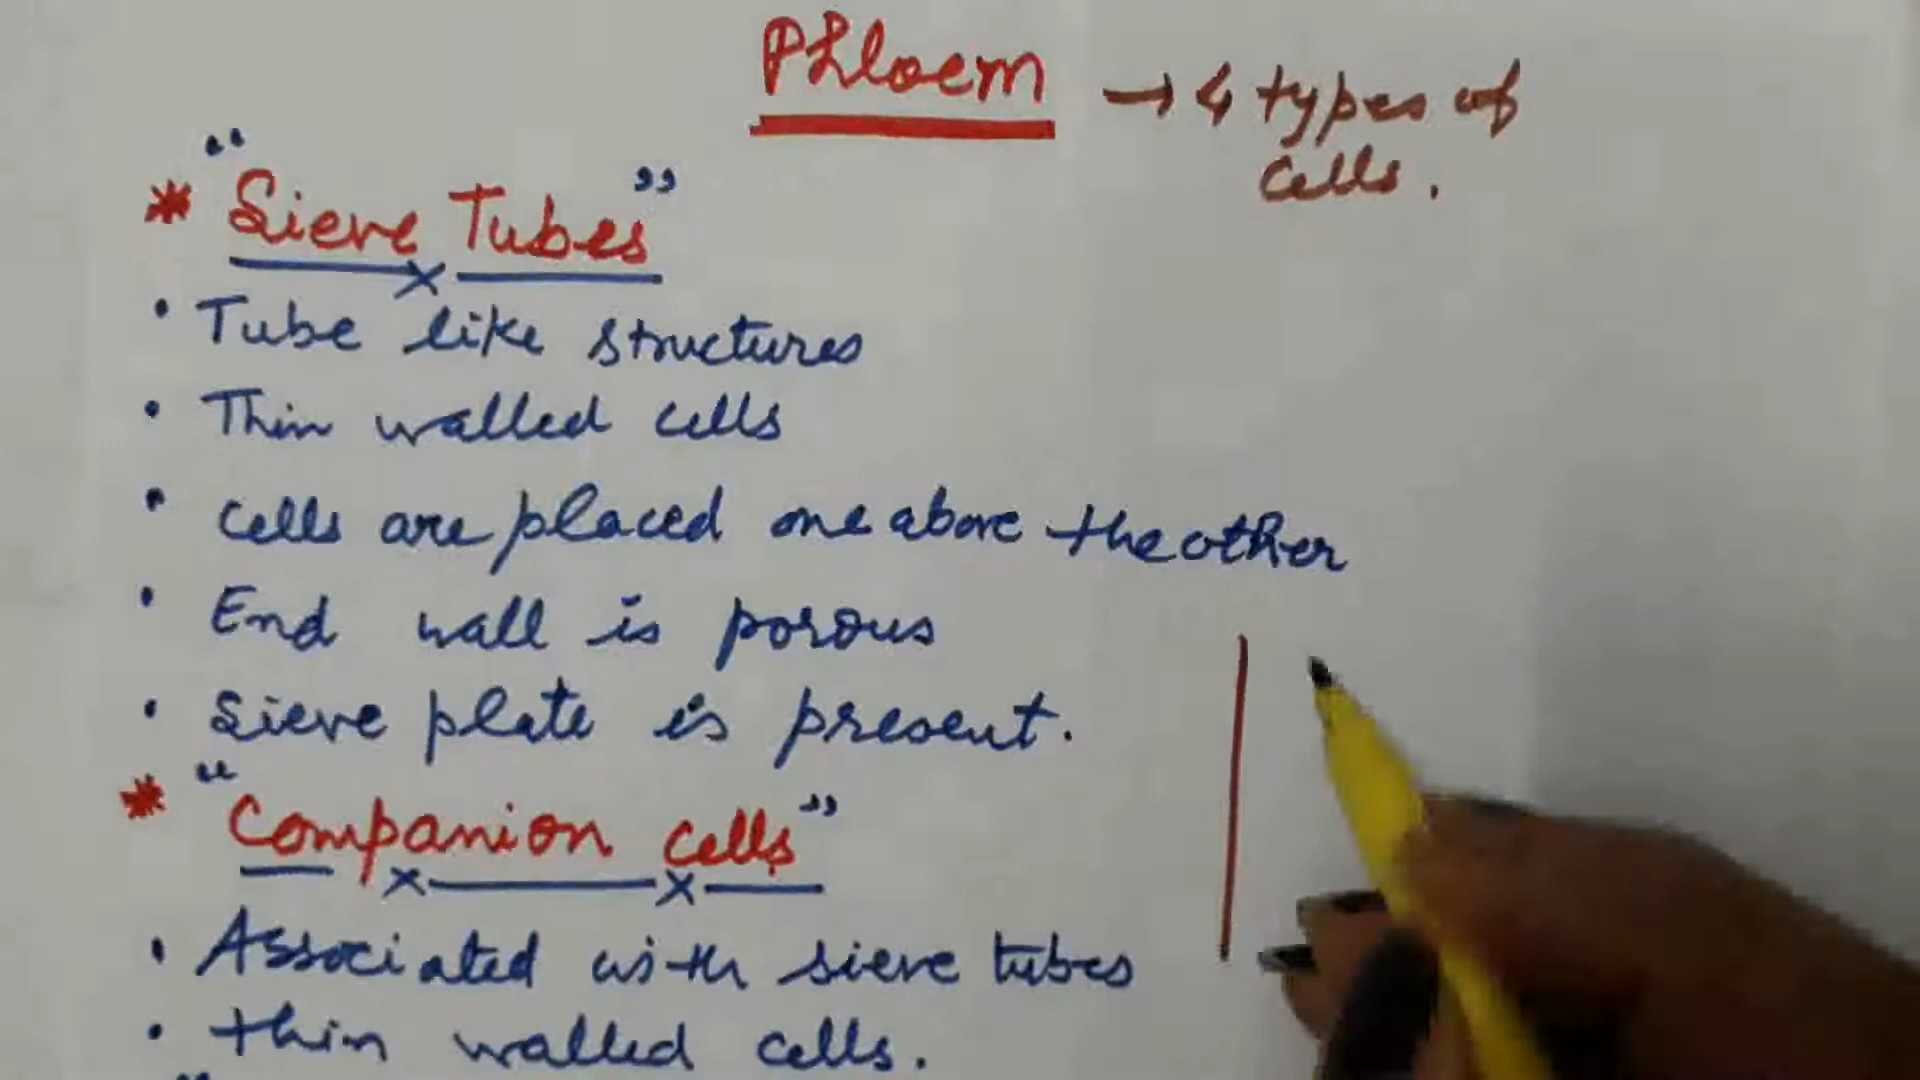 Phloem → 4 types of
cells.
* "Sieve Tubes"
• Tube like structures
• Thin walled cells
• cells are placed one above the other
• End wall is porous
• Sieve plate is present.
* "Companion cells"
• Associated with sieve tubes
• thin walled cells.